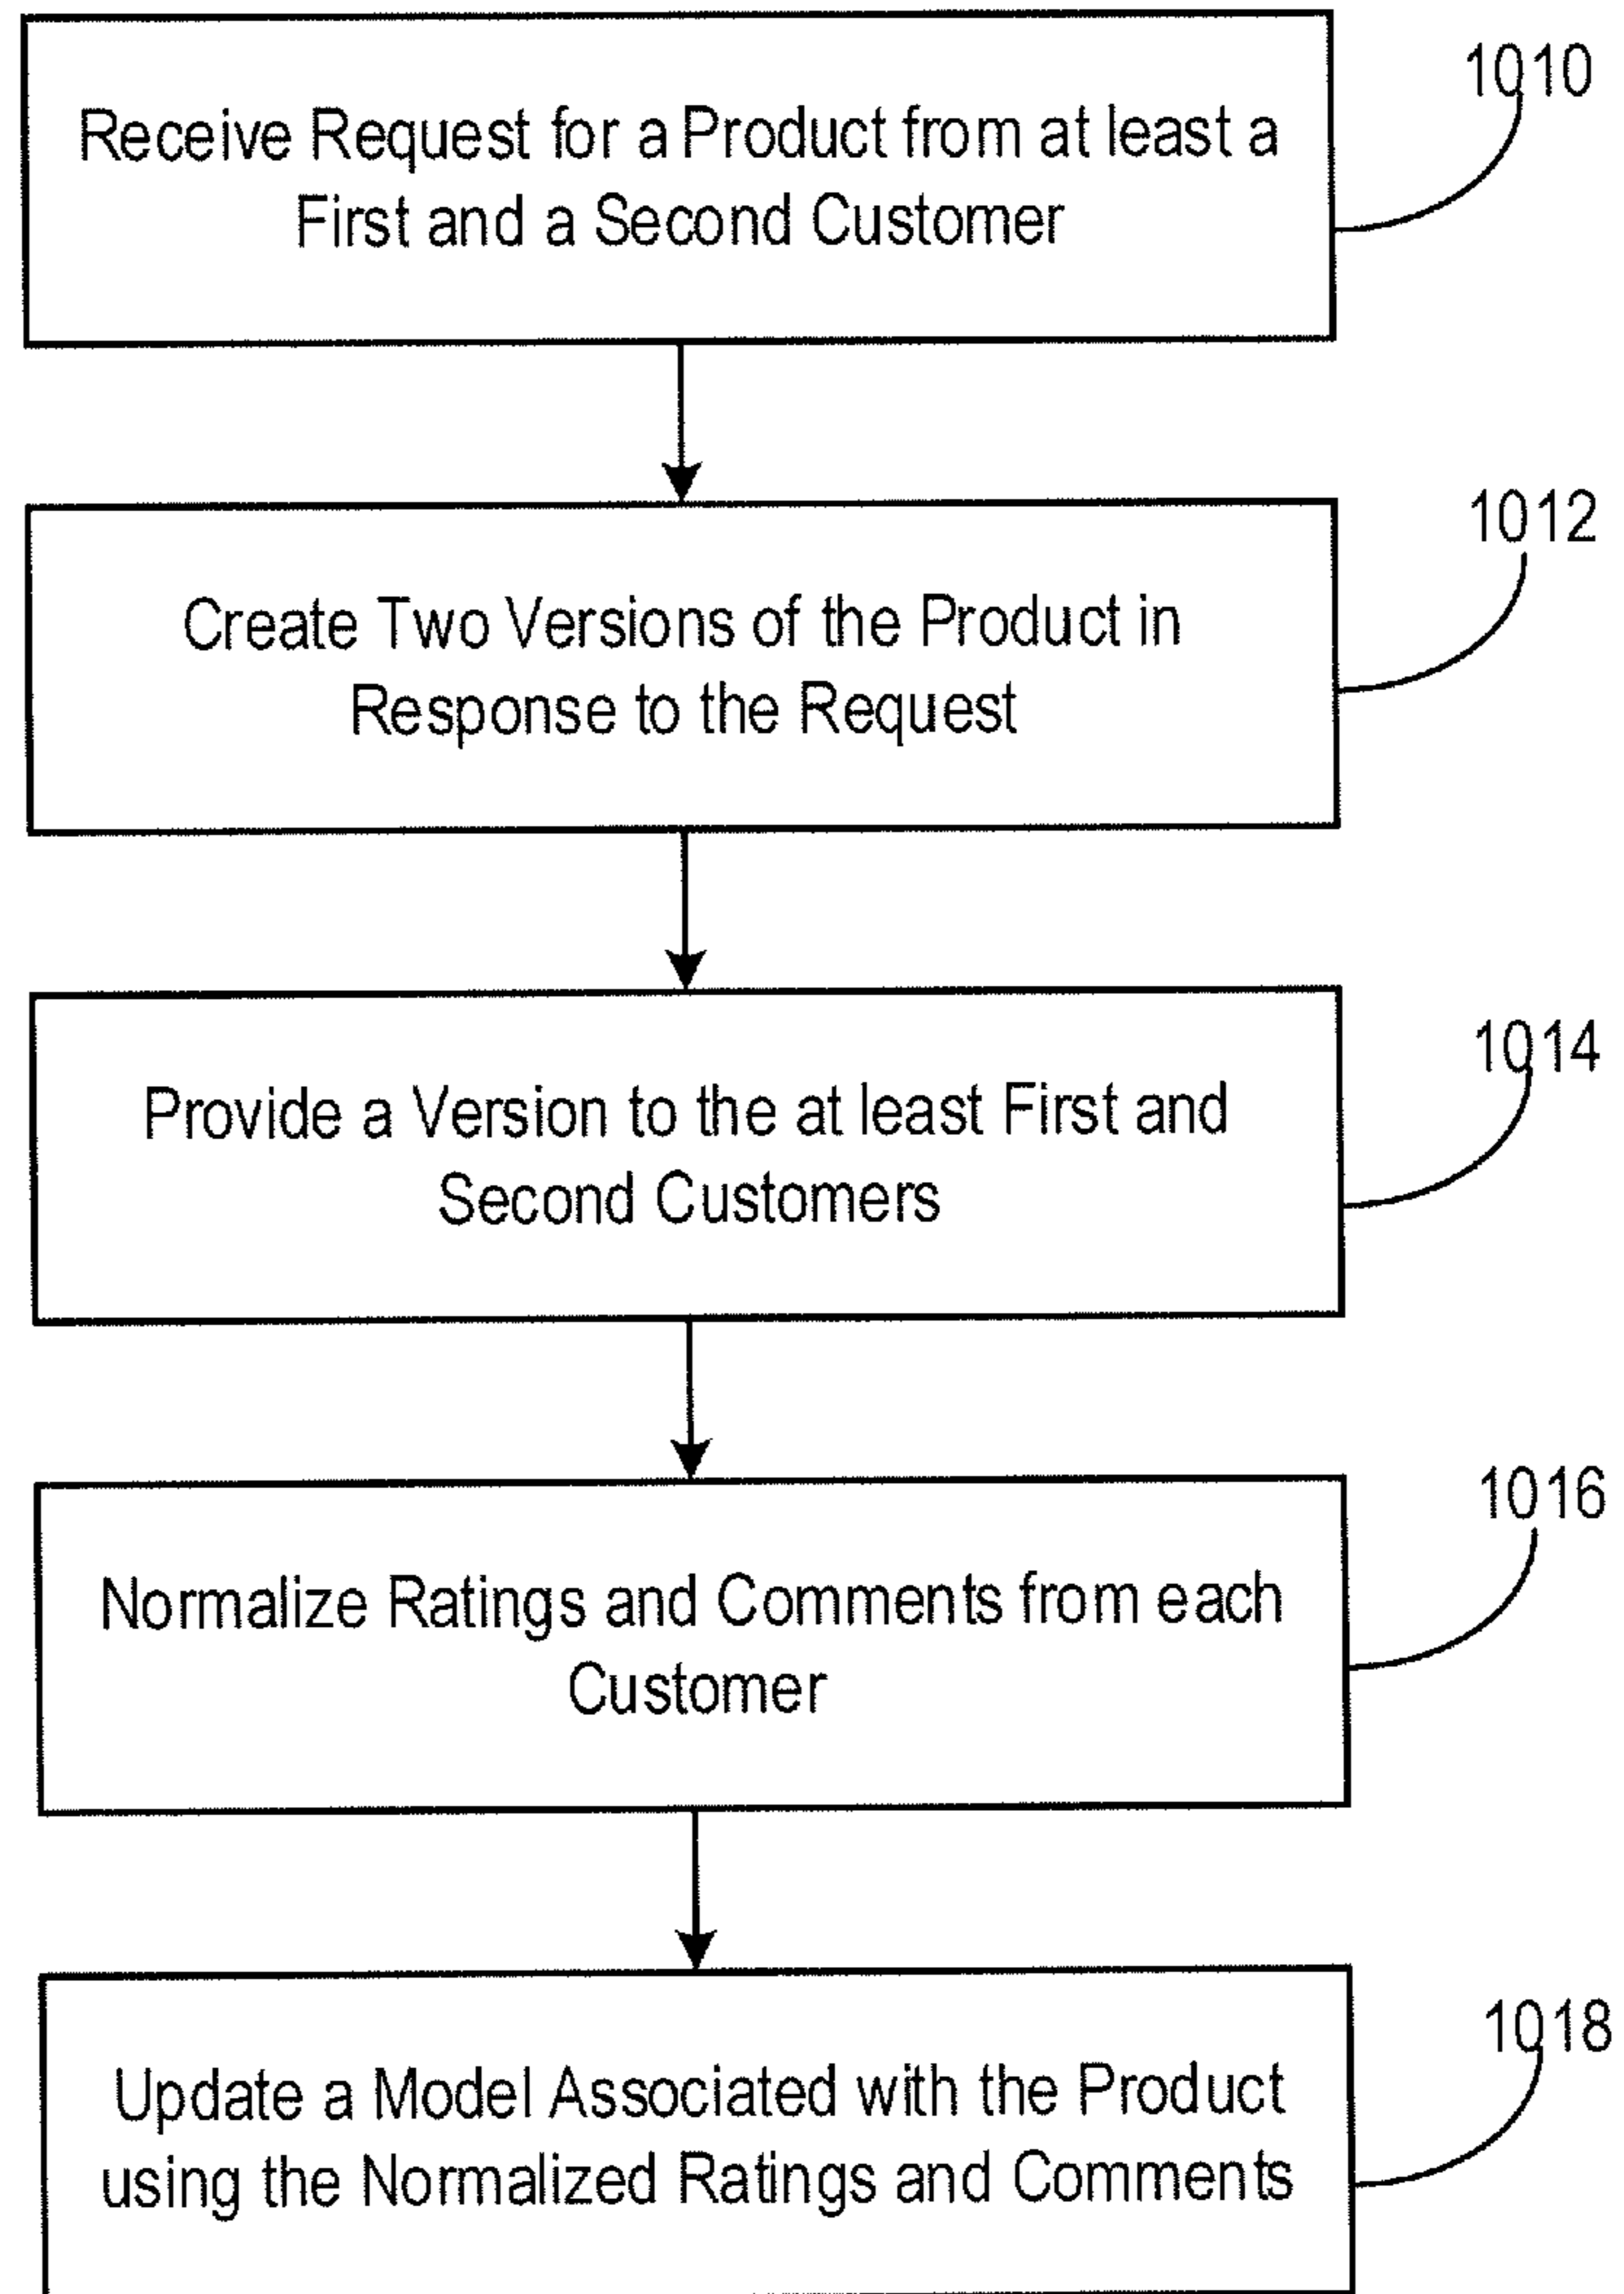 1010
Receive Request for a Product from at least a
First and a Second Customer
1012
Create Two Versions of the Product in
Response to the Request
1014
Provide a Version to the at least First and
Second Customers
1016
Normalize Ratings and Comments from each
Customer
1018
Update a Model Associated with the Product
using the Normalized Ratings and Comments